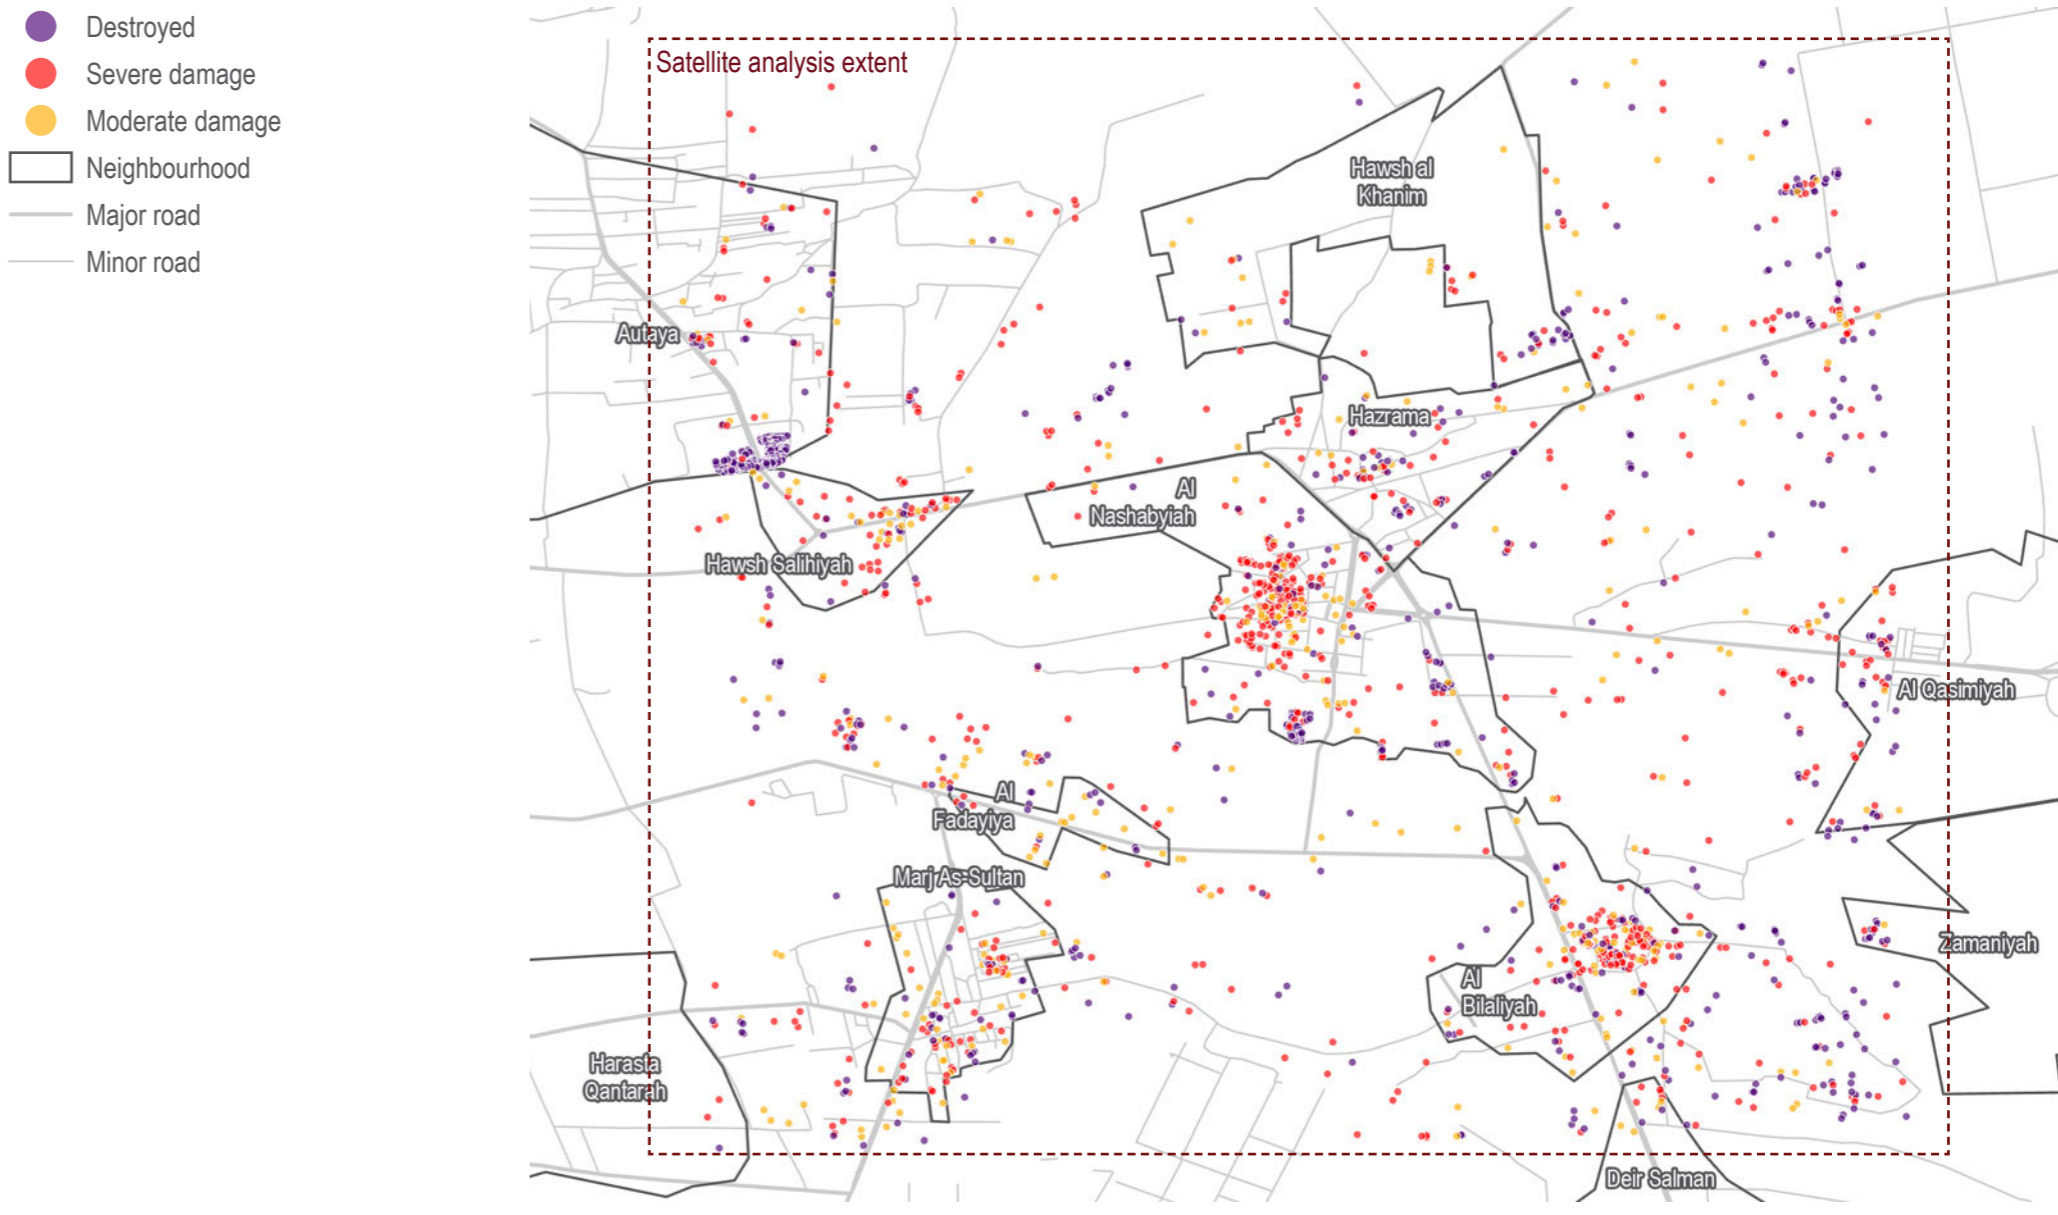 Destroyed
Severe damage
Moderate damage
Neighbourhood
Major road
Minor road
Satellite analysis extent
Hawsh al
Khanim
Autaya
Hazrama
Al
Nashabyiah
Hawsh Salihiyah
Al Qasimiyah
Al
Fadayiya
Marj As-Sultan
Zamaniyah
Al
Bilaliyah
Harasta
Qantarah
Deir Salman